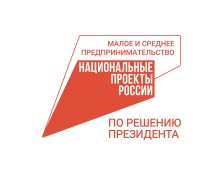 МАЛОЕ И СРЕДНЕЕ
ПРЕДПРИНИМАТЕЛЬСТВО
НАЦИОНАЛЬНЫЕ
ПРОЕКТЫ
РОССИИ
ПО РЕШЕНИЮ
ПРЕЗИДЕНТА